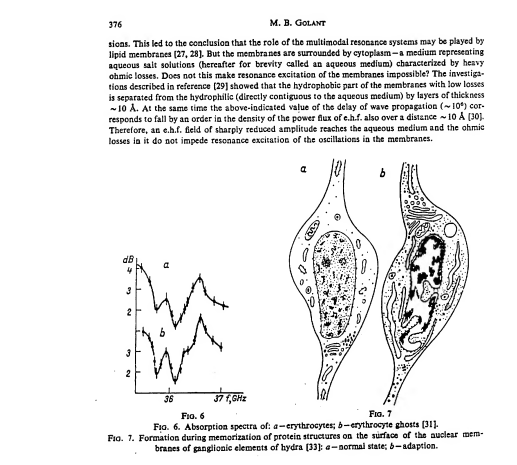 376
M. B. GOLANT
sions. This led to the conclusion that the role of the multimodal resonance systems may be played by
lipid membranes [27, 28]. But the membranes are surrounded by cytoplasm—a medium representing
aqueous salt solutions (hereafter for brevity called an aqueous medium) characterized by heavy
ohmic losses. Does not this make resonance excitation of the membranes impossible? The investiga-
tions described in reference [29] showed that the hydrophobic part of the membranes with low losses
is separated from the hydrophilic (directly contiguous to the aqueous medium) by layers of thickness
~10 Å. At the same time the above-indicated value of the delay of wave propagation (~10⁶) cor-
responds to fall by an order in the density of the power flux of e.h.f. also over a distance ~10 Å [30].
Therefore, an e.h.f. field of sharply reduced amplitude reaches the aqueous medium and the ohmic
losses in it do not impede resonance excitation of the oscillations in the membranes.
a
b
dB
4
3
2
a
b
3
2
36
37 f,GHz
FIG. 6
FIG. 7
FIG. 6. Absorption spectra of: a—erythrocytes; b—erythrocyte ghosts [31].
FIG. 7. Formation during memorization of protein structures on the surface of the nuclear mem-
branes of ganglionic elements of hydra [33]: a—normal state; b—adaption.